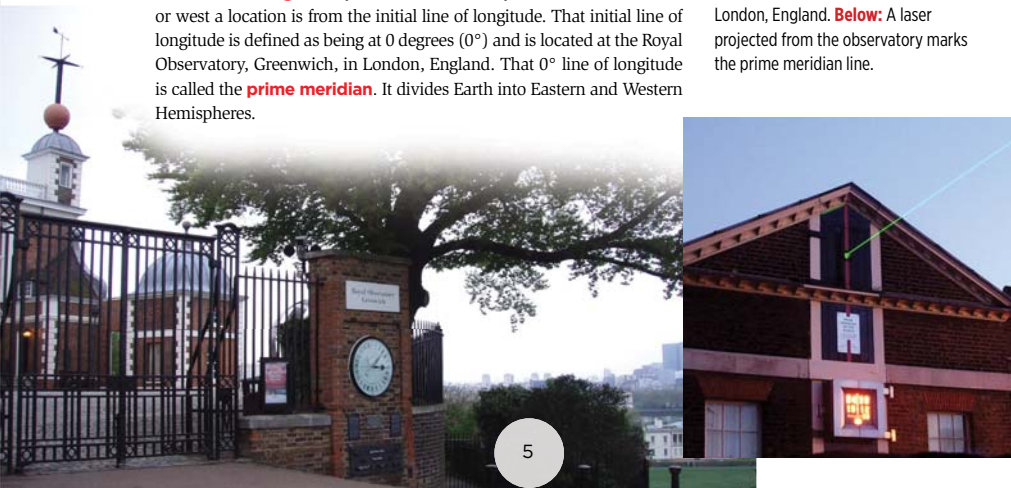 or west a location is from the initial line of longitude. That initial line of
longitude is defined as being at 0 degrees (0°) and is located at the Royal
Observatory, Greenwich, in London, England. That 0° line of longitude
is called the prime meridian. It divides Earth into Eastern and Western
Hemispheres.
London, England. Below: A laser
projected from the observatory marks
the prime meridian line.
Royal Observatory
Greenwich
5